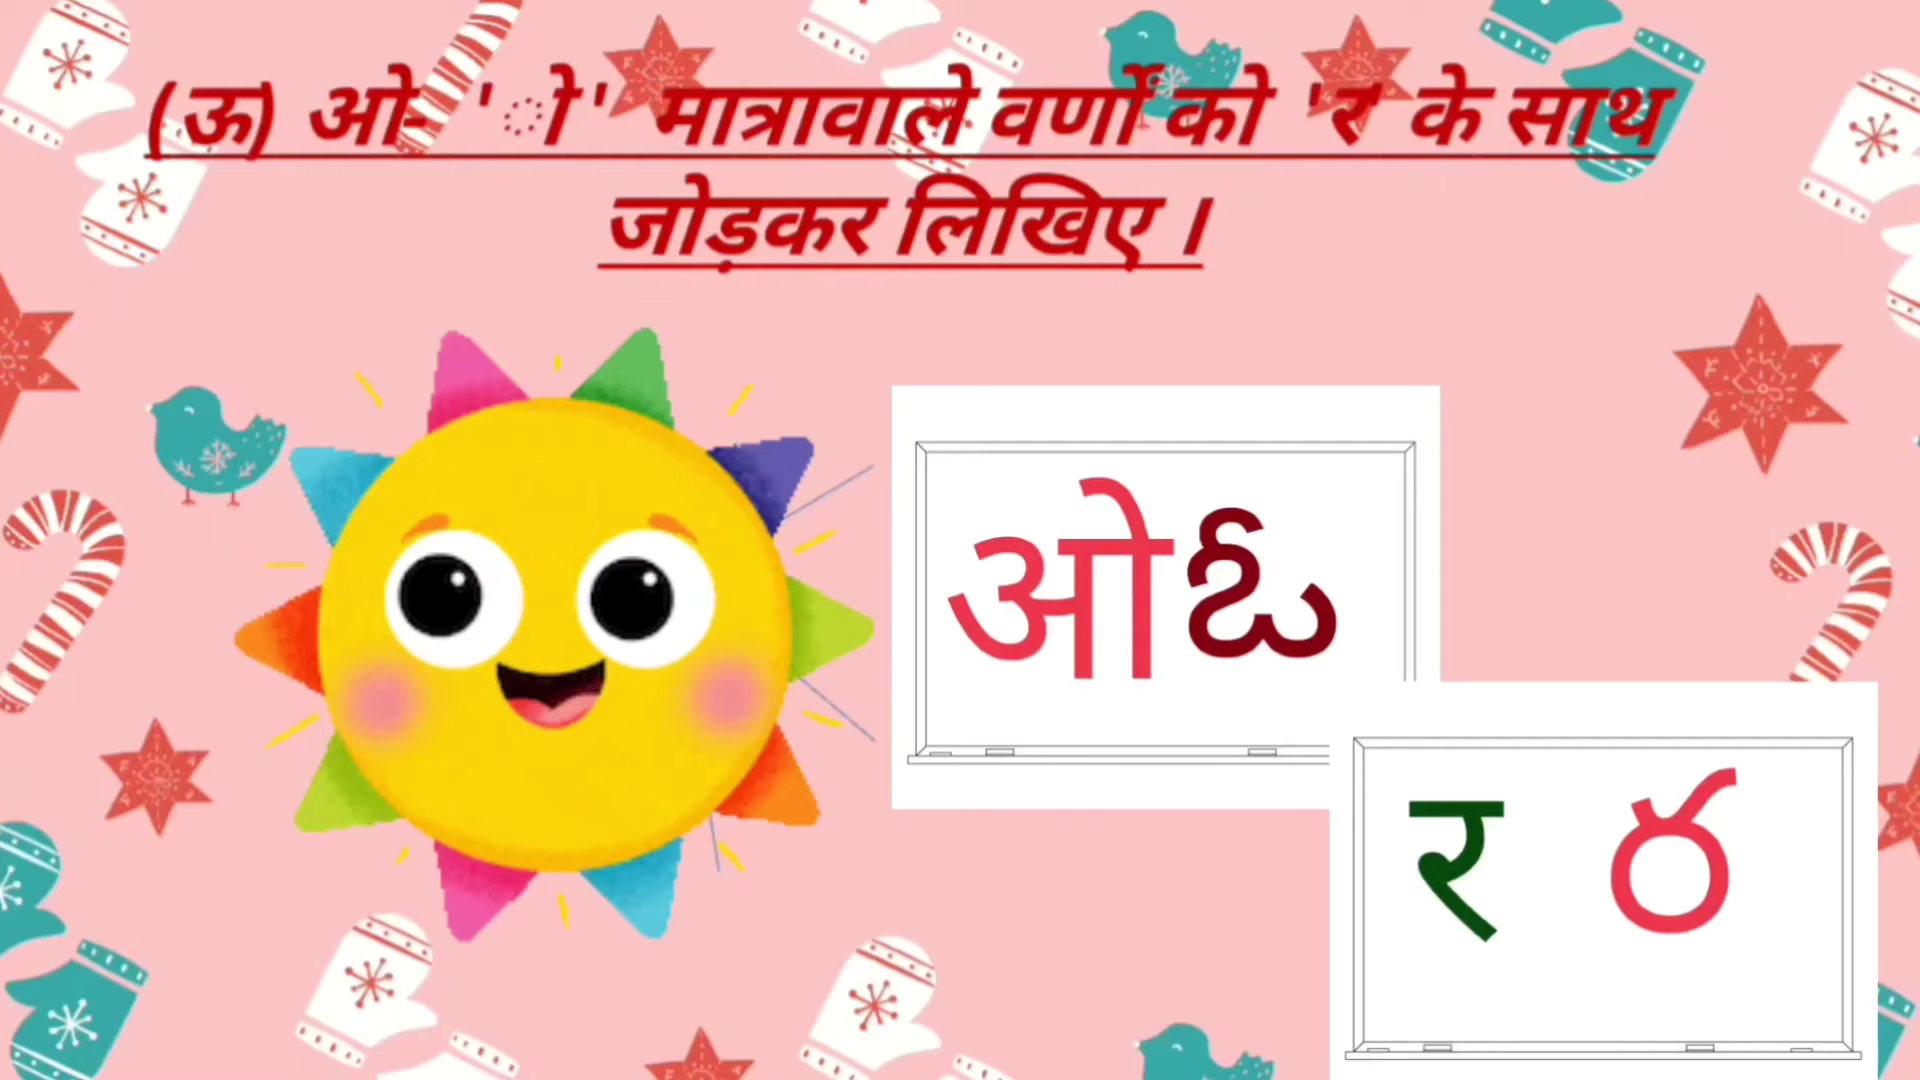 (ऊ) ओ- 'ो' मात्रावाले वर्णों को 'र' के साथ
जोड़कर लिखिए ।
ओ ఓ
र ర